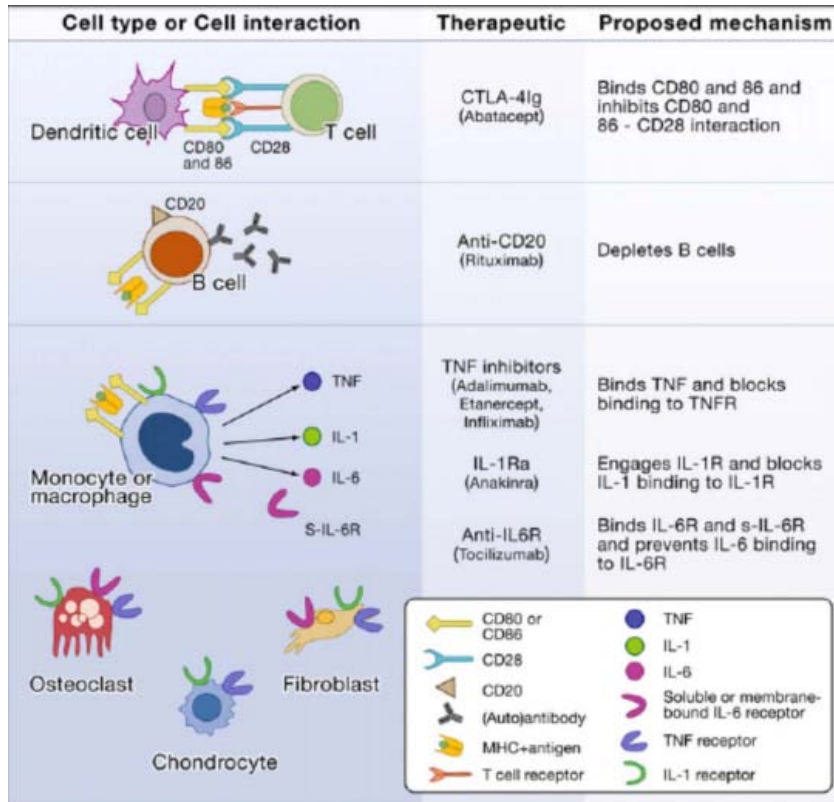 Cell type or Cell interaction
Therapeutic
Proposed mechanism
Dendritic cell
CD80
and 86
CD28
T cell
CTLA-4Ig
(Abatacept)
Binds CD80 and 86 and
inhibits CD80 and
86 - CD28 interaction
CD20
B cell
Anti-CD20
(Rituximab)
Depletes B cells
Monocyte or
macrophage
TNF
IL-1
IL-6
S-IL-6R
TNF inhibitors
(Adalimumab,
Etanercept,
Infliximab)
Binds TNF and blocks
binding to TNFR
IL-1Ra
(Anakinra)
Engages IL-1R and blocks
IL-1 binding to IL-1R
Anti-IL6R
(Tocilizumab)
Binds IL-6R and s-IL-6R
and prevents IL-6 binding
to IL-6R
Osteoclast
Chondrocyte
Fibroblast
CD80 or
CD86
CD28
CD20
(Auto)antibody
MHC+antigen
T cell receptor
TNF
IL-1
IL-6
Soluble or membrane-
bound IL-6 receptor
TNF receptor
IL-1 receptor